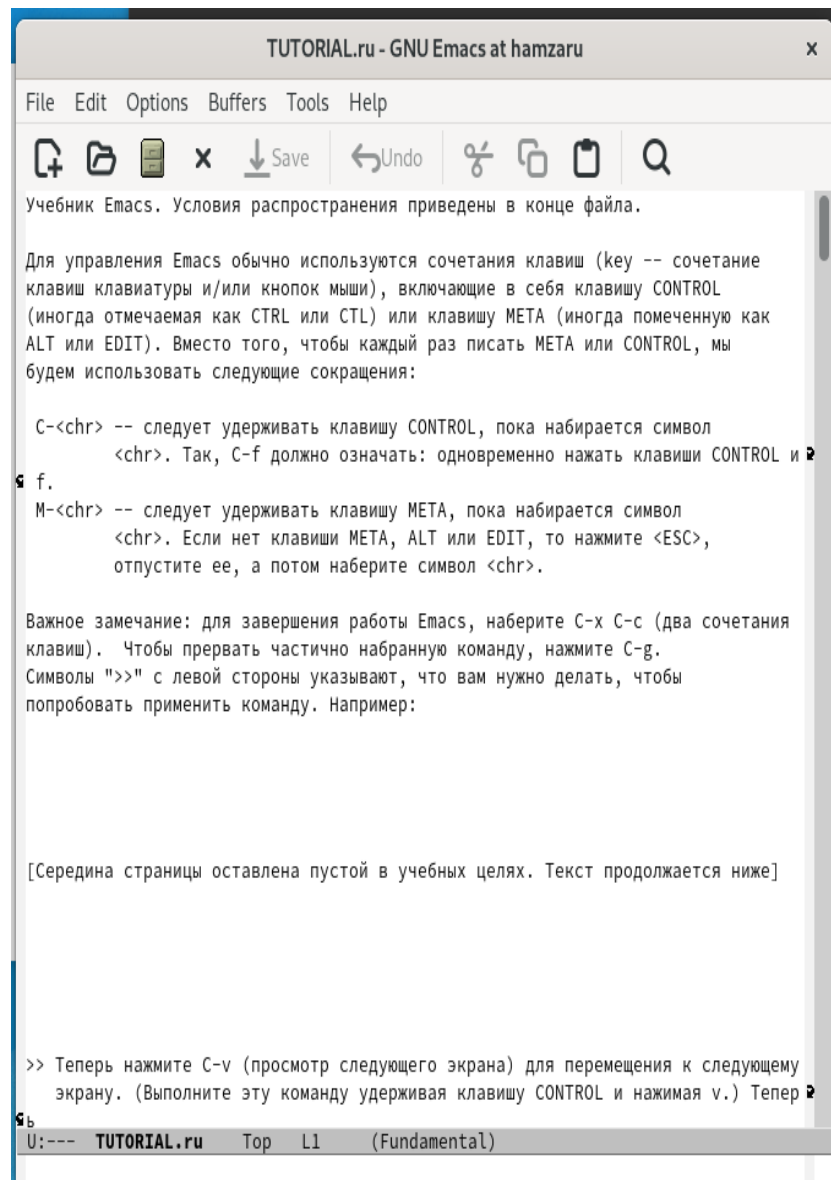 TUTORIAL.ru - GNU Emacs at hamzaru
File Edit Options Buffers Tools Help
Save Undo
Учебник Emacs. Условия распространения приведены в конце файла.
Для управления Emacs обычно используются сочетания клавиш (key -- сочетание
клавиш клавиатуры и/или кнопок мыши), включающие в себя клавишу CONTROL
(иногда отмечаемая как CTRL или CTL) или клавишу META (иногда помеченную как
ALT или EDIT). Вместо того, чтобы каждый раз писать META или CONTROL, мы
будем использовать следующие сокращения:
C-<chr> -- следует удерживать клавишу CONTROL, пока набирается символ
<chr>. Так, C-f должно означать: одновременно нажать клавиши CONTROL и
f.
M-<chr> -- следует удерживать клавишу META, пока набирается символ
<chr>. Если нет клавиши META, ALT или EDIT, то нажмите <ESC>,
отпустите ее, а потом наберите символ <chr>.
Важное замечание: для завершения работы Emacs, наберите C-x C-c (два сочетания
клавиш).  Чтобы прервать частично набранную команду, нажмите C-g.
Символы ">>" с левой стороны указывают, что вам нужно делать, чтобы
попробовать применить команду. Например:
[Середина страницы оставлена пустой в учебных целях. Текст продолжается ниже]
>> Теперь нажмите C-v (просмотр следующего экрана) для перемещения к следующему
экрану. (Выполните эту команду удерживая клавишу CONTROL и нажимая v.) Тепер
ь
U:--- TUTORIAL.ru Top L1 (Fundamental)